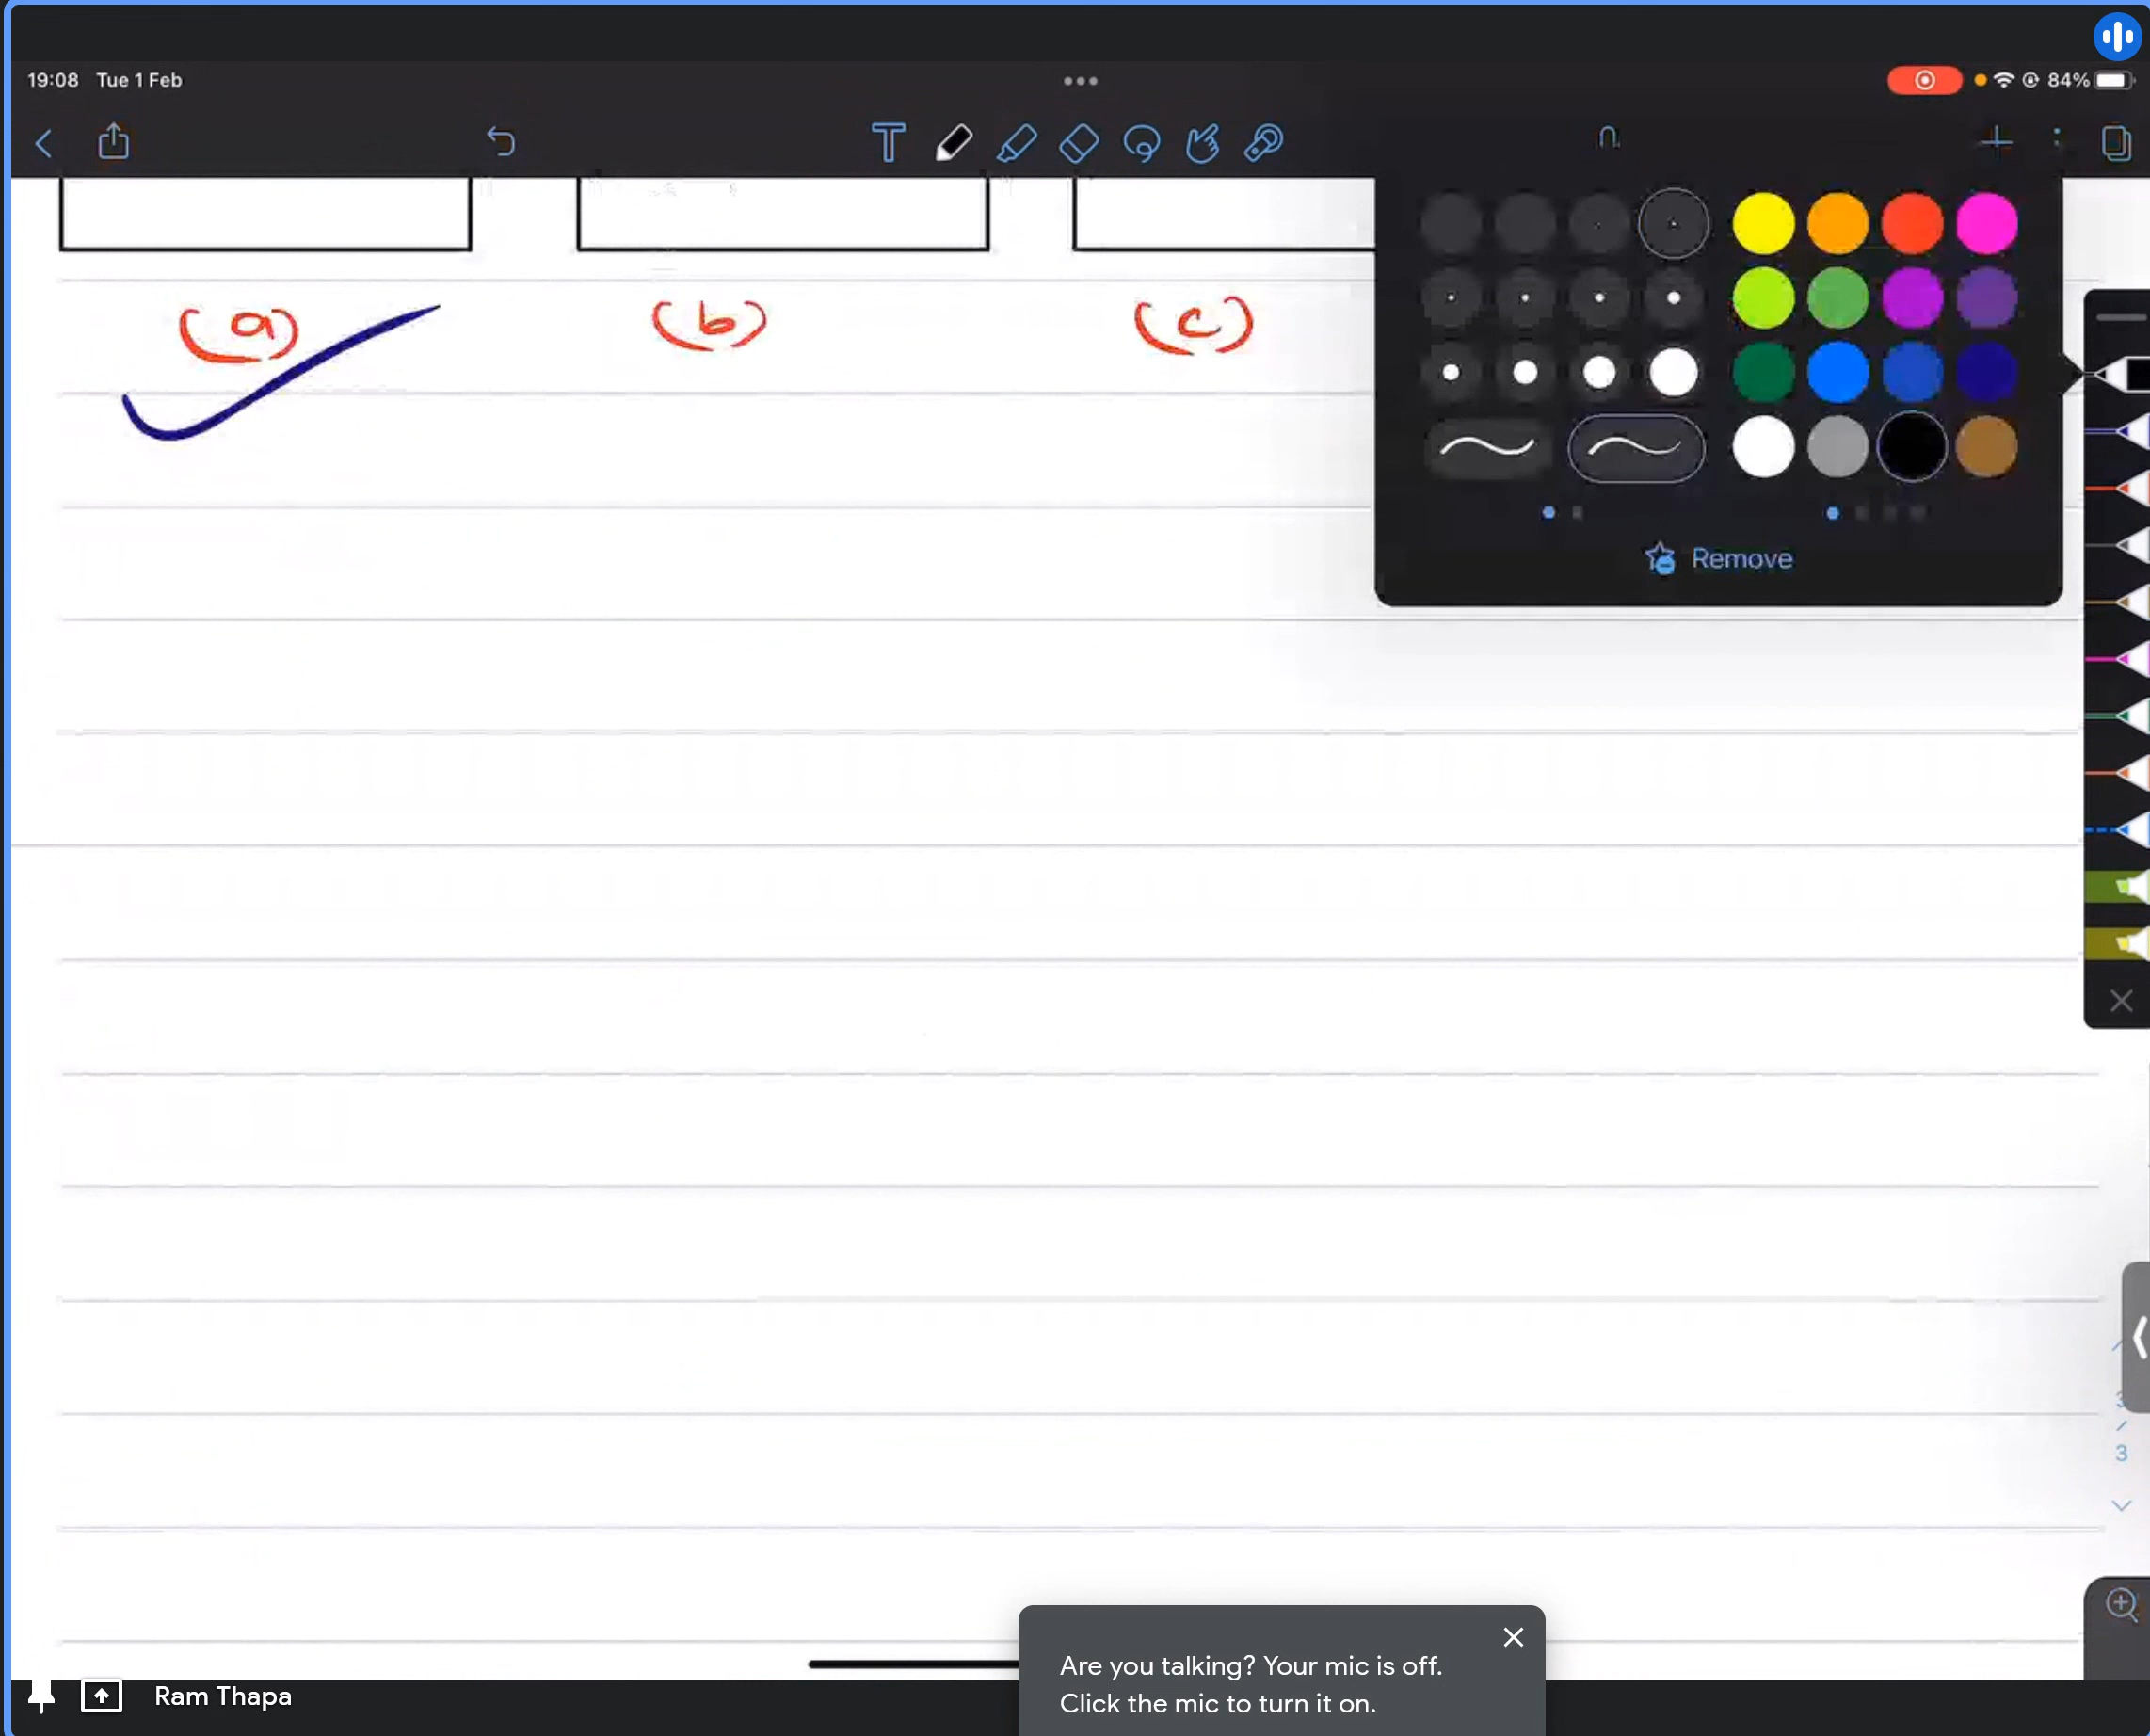 19:08 Tue 1 Feb
84%
(a) (b) (c)
Remove
3
Are you talking? Your mic is off.
Click the mic to turn it on.
Ram Thapa